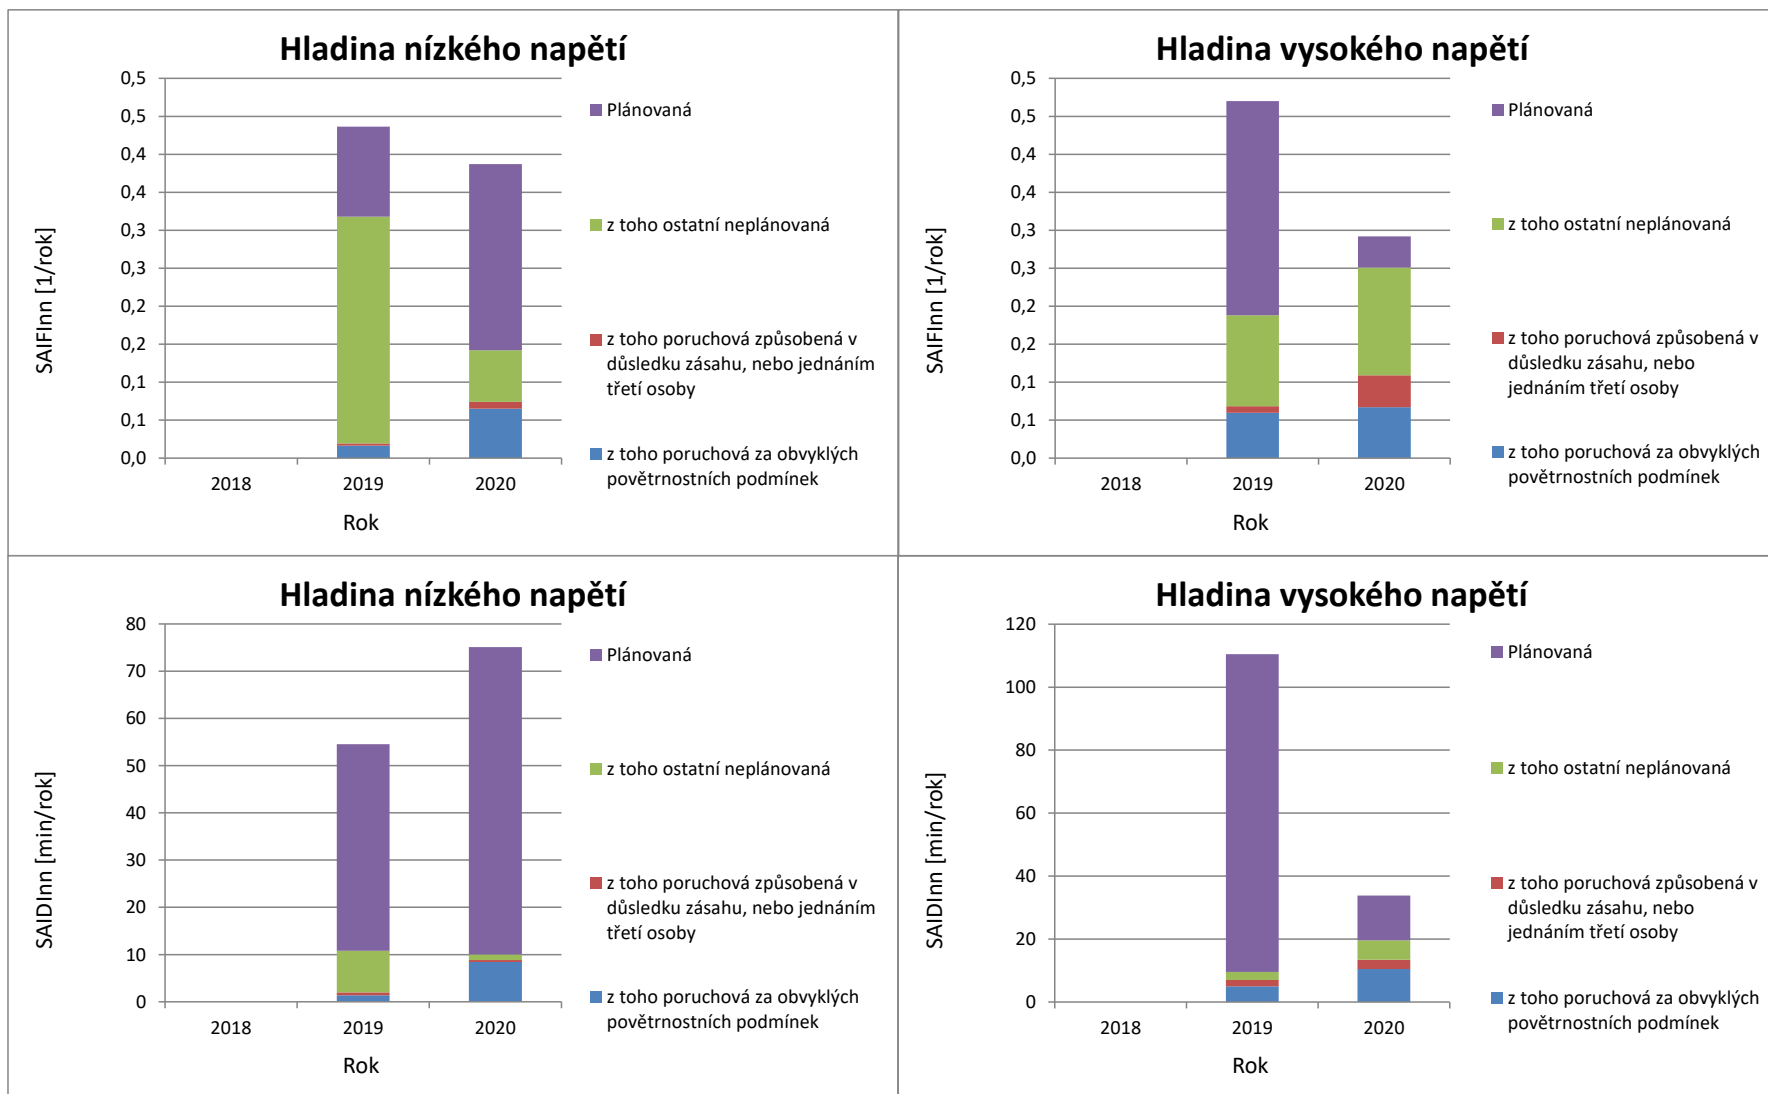 Hladina nízkého napětí
0,5
0,5
0,4
0,4
0,3
0,3
0,2
0,2
0,1
0,1
0,0
SAIFInn [1/rok]
2018
2019
2020
Rok
Plánovaná
z toho ostatní neplánovaná
z toho poruchová způsobená v
důsledku zásahu, nebo jednáním
třetí osoby
z toho poruchová za obvyklých
povětrnostních podmínek
Hladina vysokého napětí
0,5
0,5
0,4
0,4
0,3
0,3
0,2
0,2
0,1
0,1
0,0
SAIFInn [1/rok]
2018
2019
2020
Rok
Plánovaná
z toho ostatní neplánovaná
z toho poruchová způsobená v
důsledku zásahu, nebo
jednáním třetí osoby
z toho poruchová za obvyklých
povětrnostních podmínek
Hladina nízkého napětí
80
70
60
50
40
30
20
10
0
SAIDInn [min/rok]
2018
2019
2020
Rok
Plánovaná
z toho ostatní neplánovaná
z toho poruchová způsobená v
důsledku zásahu, nebo jednáním
třetí osoby
z toho poruchová za obvyklých
povětrnostních podmínek
Hladina vysokého napětí
120
100
80
60
40
20
0
SAIDInn [min/rok]
2018
2019
2020
Rok
Plánovaná
z toho ostatní neplánovaná
z toho poruchová způsobená v
důsledku zásahu, nebo
jednáním třetí osoby
z toho poruchová za obvyklých
povětrnostních podmínek